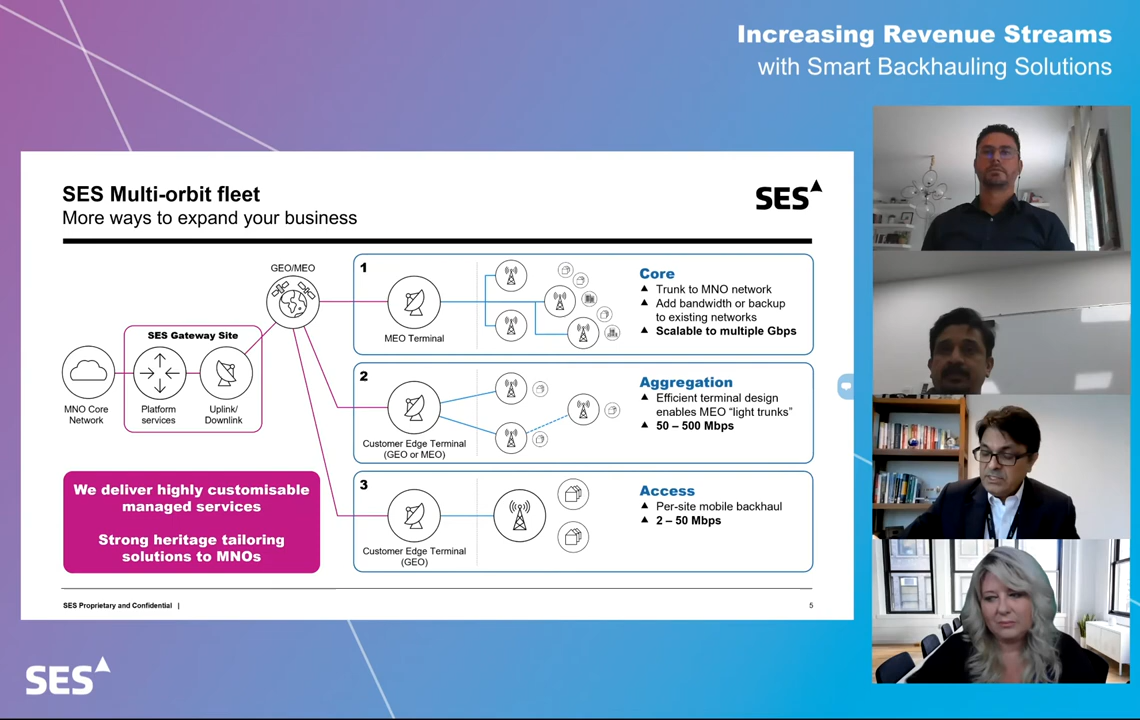 Increasing Revenue Streams
with Smart Backhauling Solutions
SES Multi-orbit fleet
More ways to expand your business
SES
GEO/MEO
SES Gateway Site
MNO Core
Network
Platform
services
Uplink/
Downlink
1
MEO Terminal
Core
Trunk to MNO network
Add bandwidth or backup
to existing networks
Scalable to multiple Gbps
2
Customer Edge Terminal
(GEO or MEO)
Aggregation
Efficient terminal design
enables MEO “light trunks”
50 – 500 Mbps
3
Customer Edge Terminal
(GEO)
Access
Per-site mobile backhaul
2 – 50 Mbps
We deliver highly customisable
managed services
Strong heritage tailoring
solutions to MNOs
SES Proprietary and Confidential |
5
SES